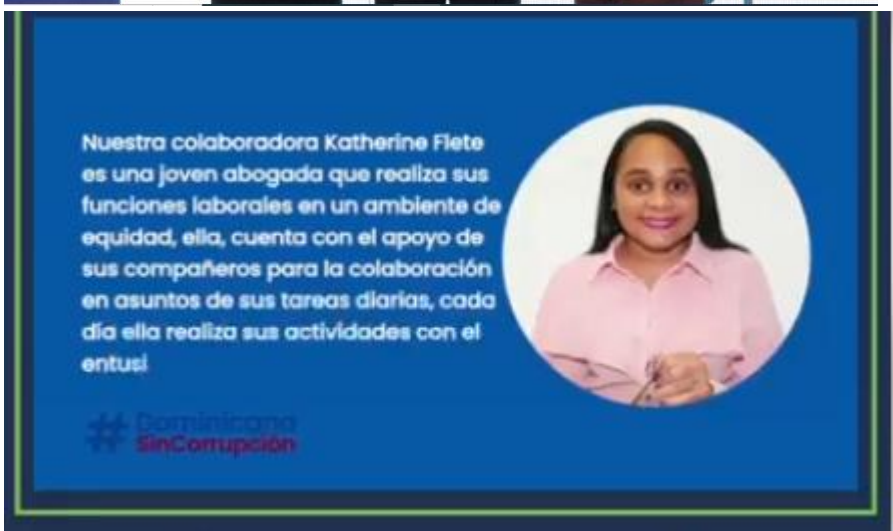 Nuestra colaboradora Katherine Flete
es una joven abogada que realiza sus
funciones laborales en un ambiente de
equidad, ella, cuenta con el apoyo de
sus compañeros para la colaboración
en asuntos de sus tareas diarias, cada
día ella realiza sus actividades con el
entusi
# Dominicana
SinCorrupción